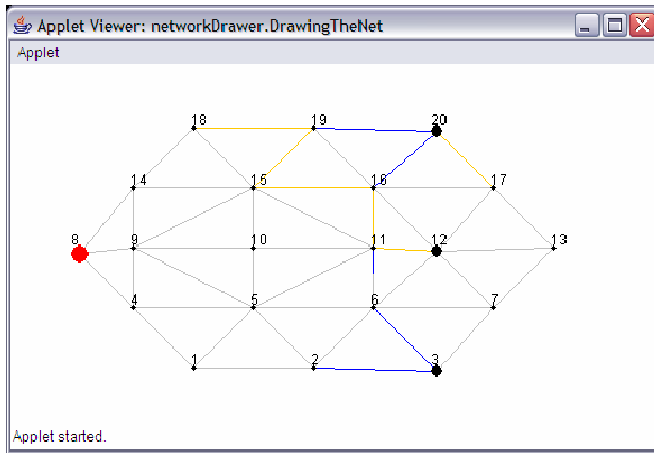 Applet Viewer: networkDrawer.DrawingTheNet
Applet
18 19 20
14 15 16 17
8 9 10 11 12 13
4 5 6 7
1 2 3
Applet started.